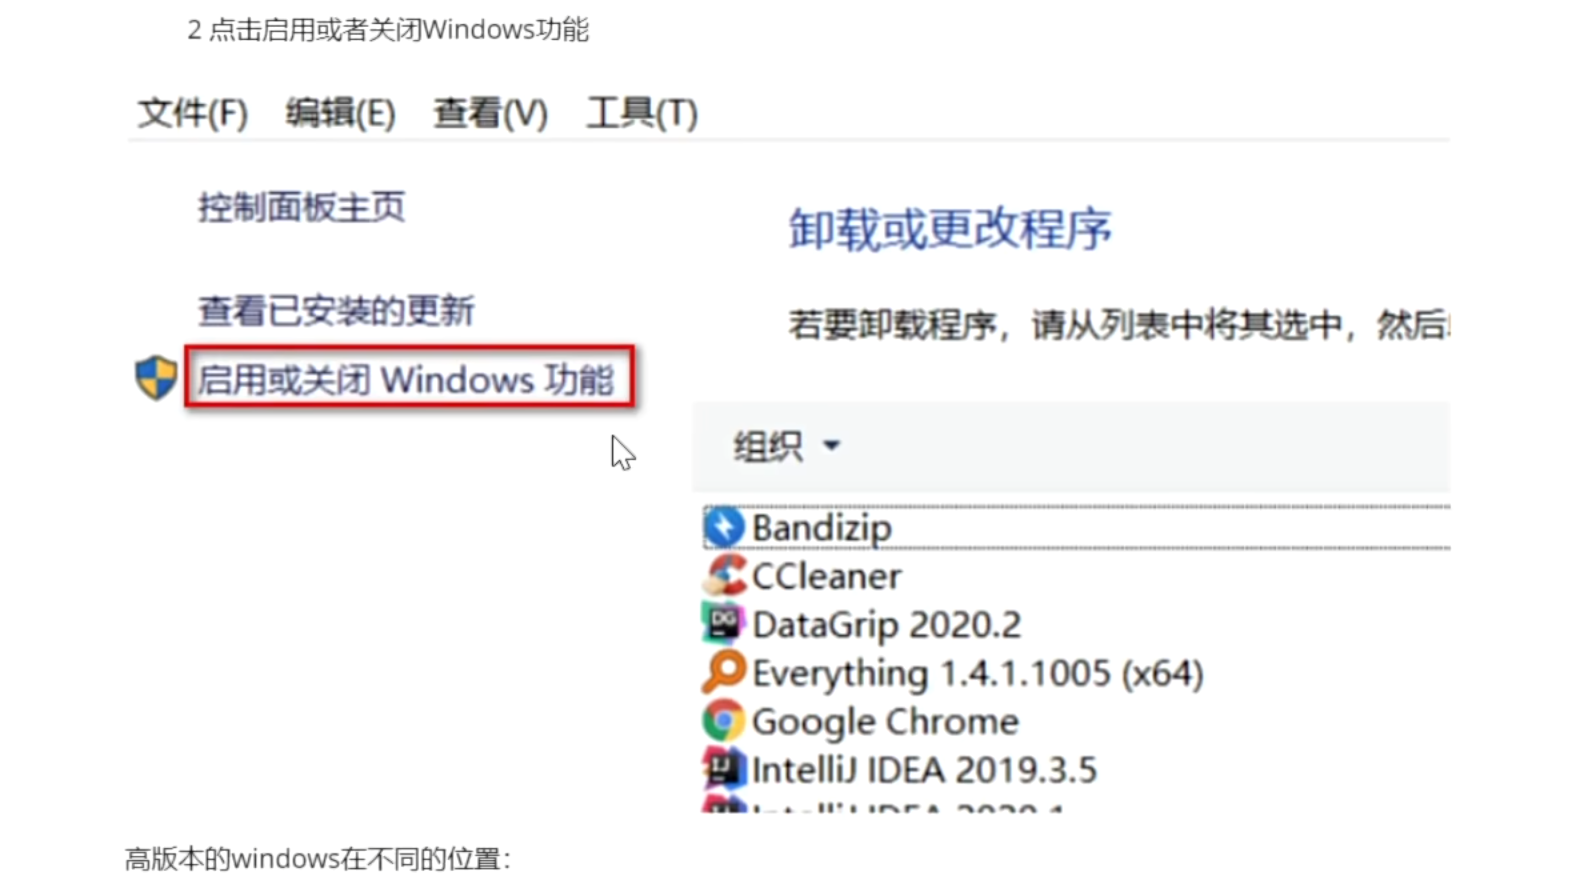 2 点击启用或者关闭Windows功能
文件(F) 编辑(E) 查看(V) 工具(T)
控制面板主页
卸载或更改程序
查看已安装的更新
若要卸载程序，请从列表中将其选中，然后
启用或关闭 Windows 功能
组织
Bandizip
CCleaner
DataGrip 2020.2
Everything 1.4.1.1005 (x64)
Google Chrome
IntelliJ IDEA 2019.3.5
IntelliJ IDEA 2020.1
高版本的windows在不同的位置：